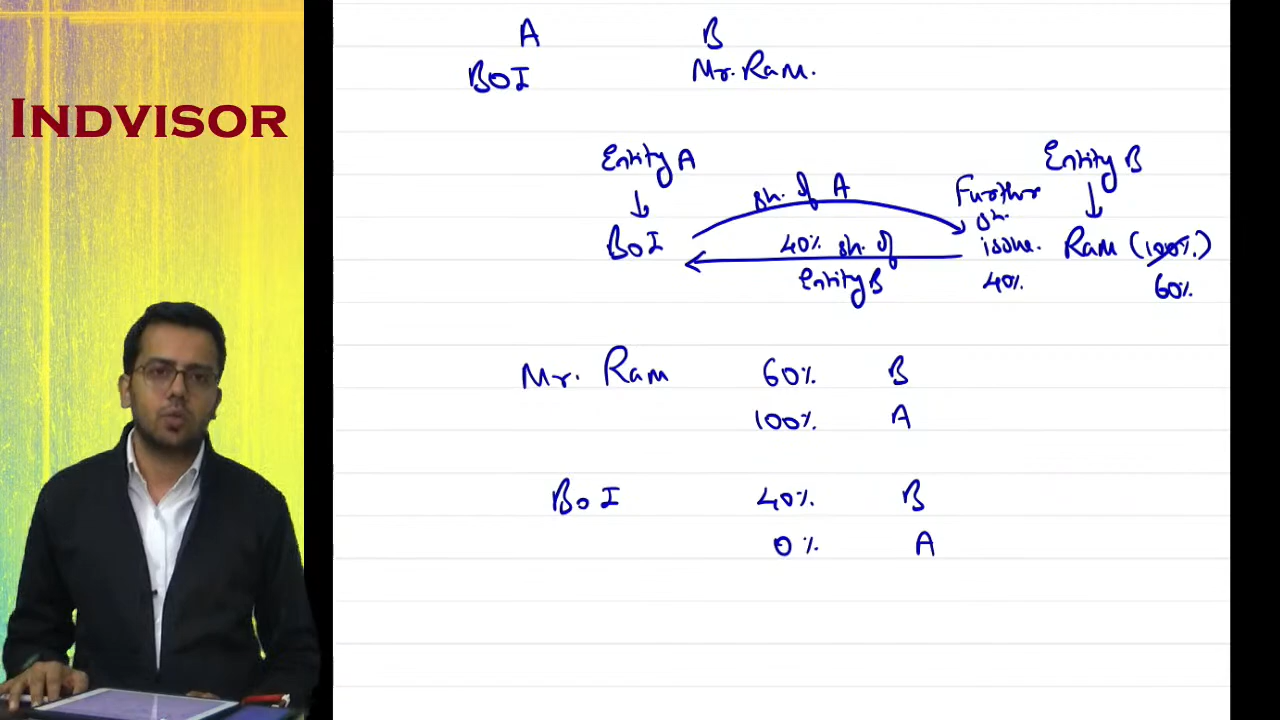 INDVISOR
A B
BOI Mr. Ram.
Entity A Entity B
sh. of A Further
sh.
BOI 40% sh. of issue. Ram (100%)
Entity B 40% 60%
Mr. Ram 60% B
100% A
BOI 40% B
0% A